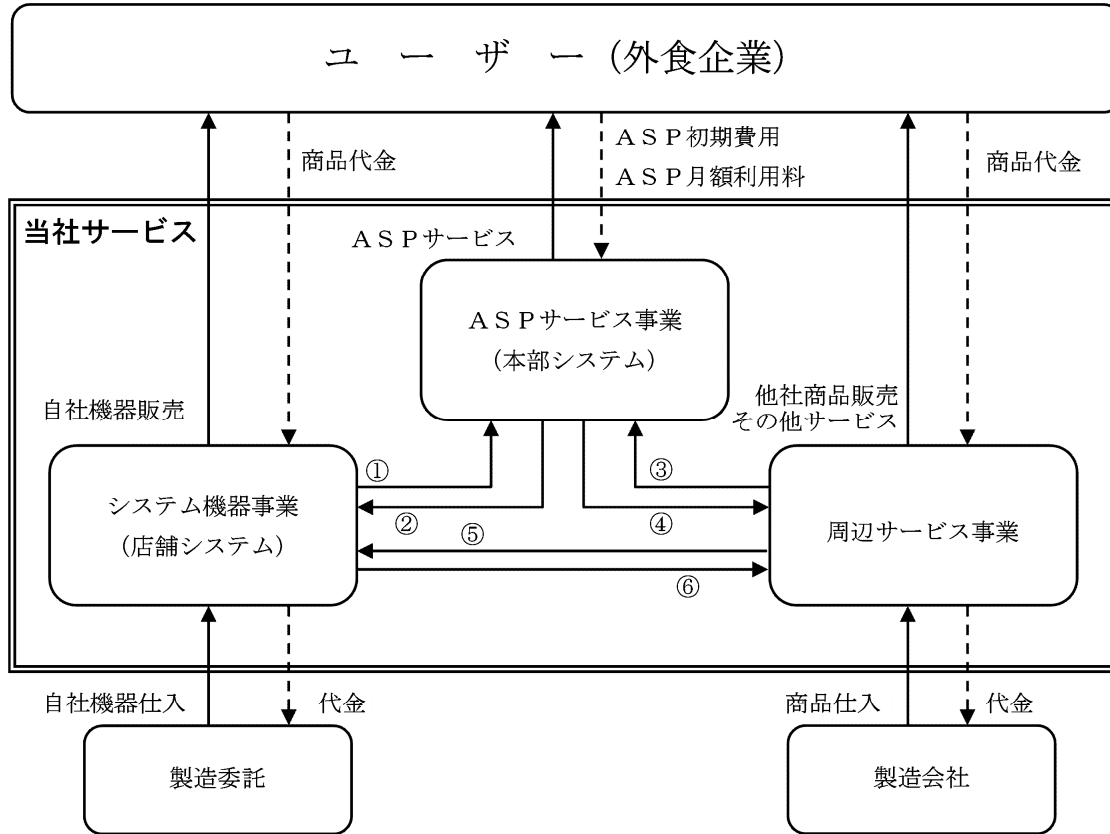 ユーザー(外食企業)
商品代金
ASP初期費用
ASP月額利用料
商品代金
当社サービス
ASPサービス
ASPサービス事業
(本部システム)
自社機器販売
他社商品販売
その他サービス
①
③
システム機器事業
(店舗システム)
②
⑤
④
周辺サービス事業
⑥
自社機器仕入
代金
商品仕入
代金
製造委託
製造会社